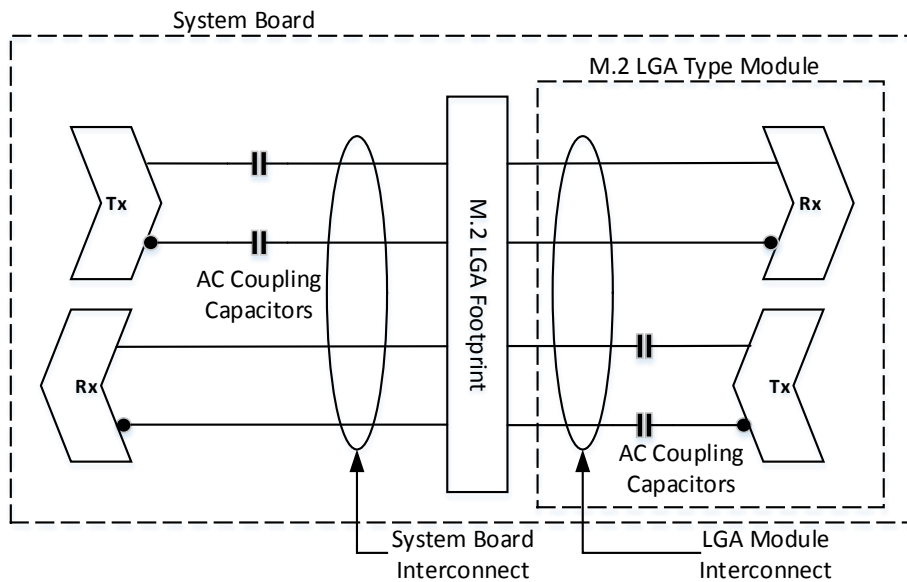 System Board
M.2 LGA Type Module
Tx
Rx
M.2 LGA Footprint
AC Coupling
Capacitors
Rx
Tx
AC Coupling
Capacitors
System Board
Interconnect
LGA Module
Interconnect